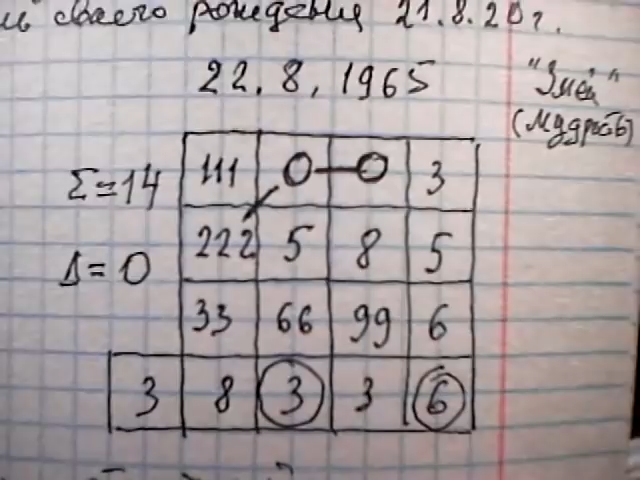 своего рождения 21.8.20г.
22.8.1965
"Змея"
(Мудрость)
Σ=14 111 0—0 3
Δ=0 222 5 8 5
33 66 99 6
3 8 3 3 6